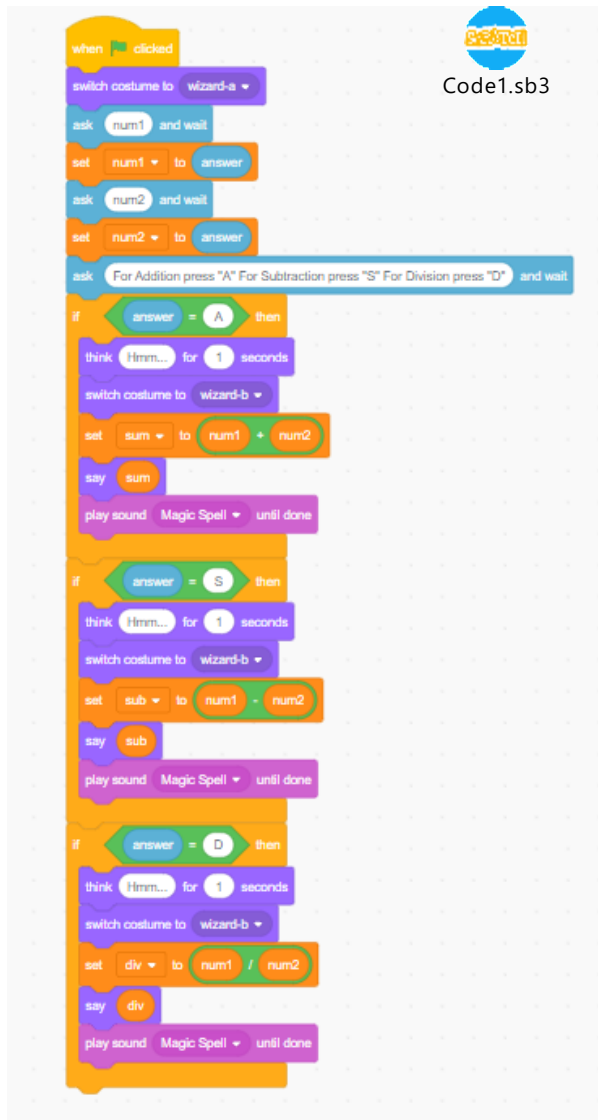 SCRATCH
Code1.sb3
when clicked
switch costume to wizard-a
ask num1 and wait
set num1 to answer
ask num2 and wait
set num2 to answer
ask For Addition press "A" For Subtraction press "S" For Division press "D" and wait
if answer = A then
think Hmm... for 1 seconds
switch costume to wizard-b
set sum to num1 + num2
say sum
play sound Magic Spell until done
if answer = S then
think Hmm... for 1 seconds
switch costume to wizard-b
set sub to num1 - num2
say sub
play sound Magic Spell until done
if answer = D then
think Hmm... for 1 seconds
switch costume to wizard-b
set div to num1 / num2
say div
play sound Magic Spell until done